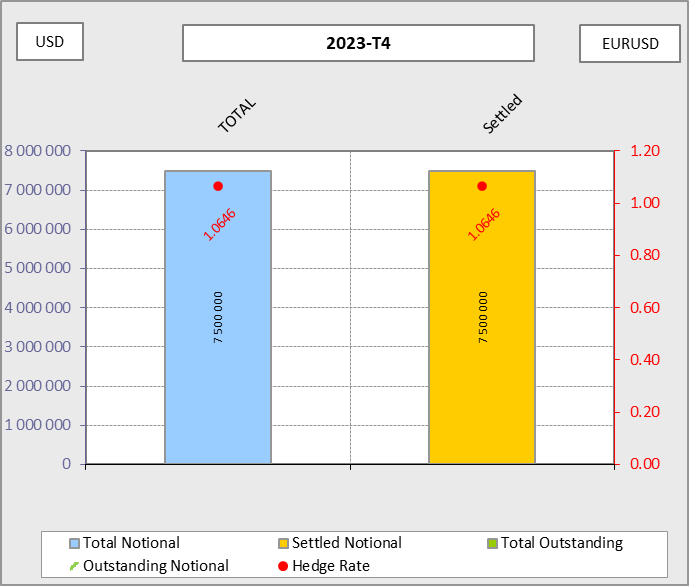 USD
2023-T4
EURUSD
TOTAL
Settled
8 000 000
7 000 000
6 000 000
5 000 000
4 000 000
3 000 000
2 000 000
1 000 000
0
1.0646
7 500 000
1.0646
7 500 000
1.20
1.00
0.80
0.60
0.40
0.20
0.00
Total Notional
Settled Notional
Total Outstanding
Outstanding Notional
Hedge Rate